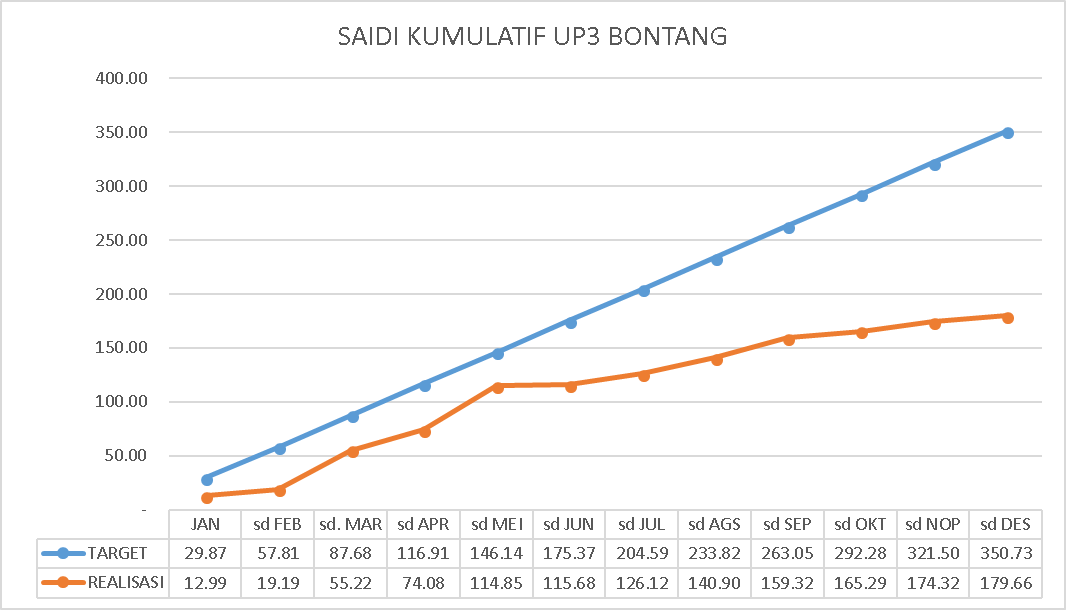 SAIDI KUMULATIF UP3 BONTANG
400.00
350.00
300.00
250.00
200.00
150.00
100.00
50.00
-
JAN sd FEB sd. MAR sd APR sd MEI sd JUN sd JUL sd AGS sd SEP sd OKT sd NOP sd DES
TARGET 29.87 57.81 87.68 116.91 146.14 175.37 204.59 233.82 263.05 292.28 321.50 350.73
REALISASI 12.99 19.19 55.22 74.08 114.85 115.68 126.12 140.90 159.32 165.29 174.32 179.66